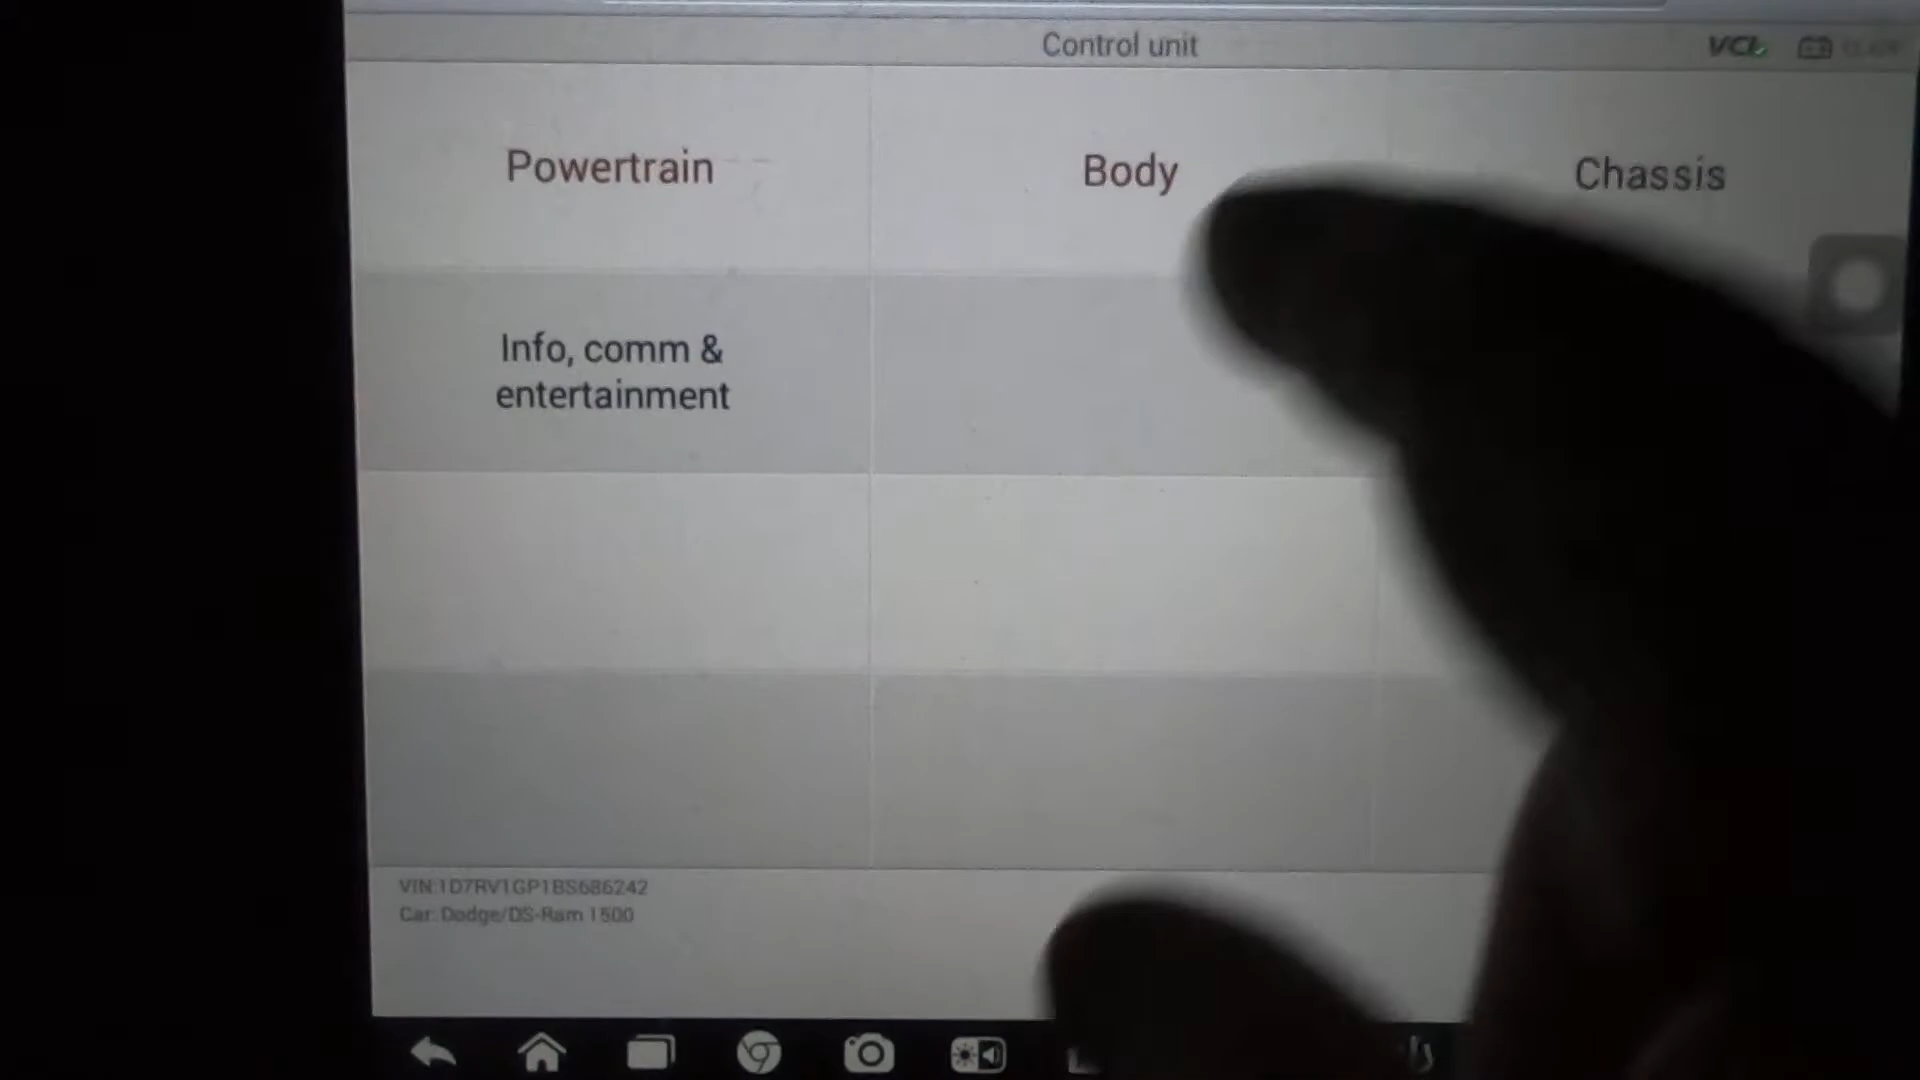 Control unit
VCI
Powertrain
Body
Chassis
Info, comm &
entertainment
VIN:1D7RV1GP1BS686242
Car: Dodge/DS-Ram 1500